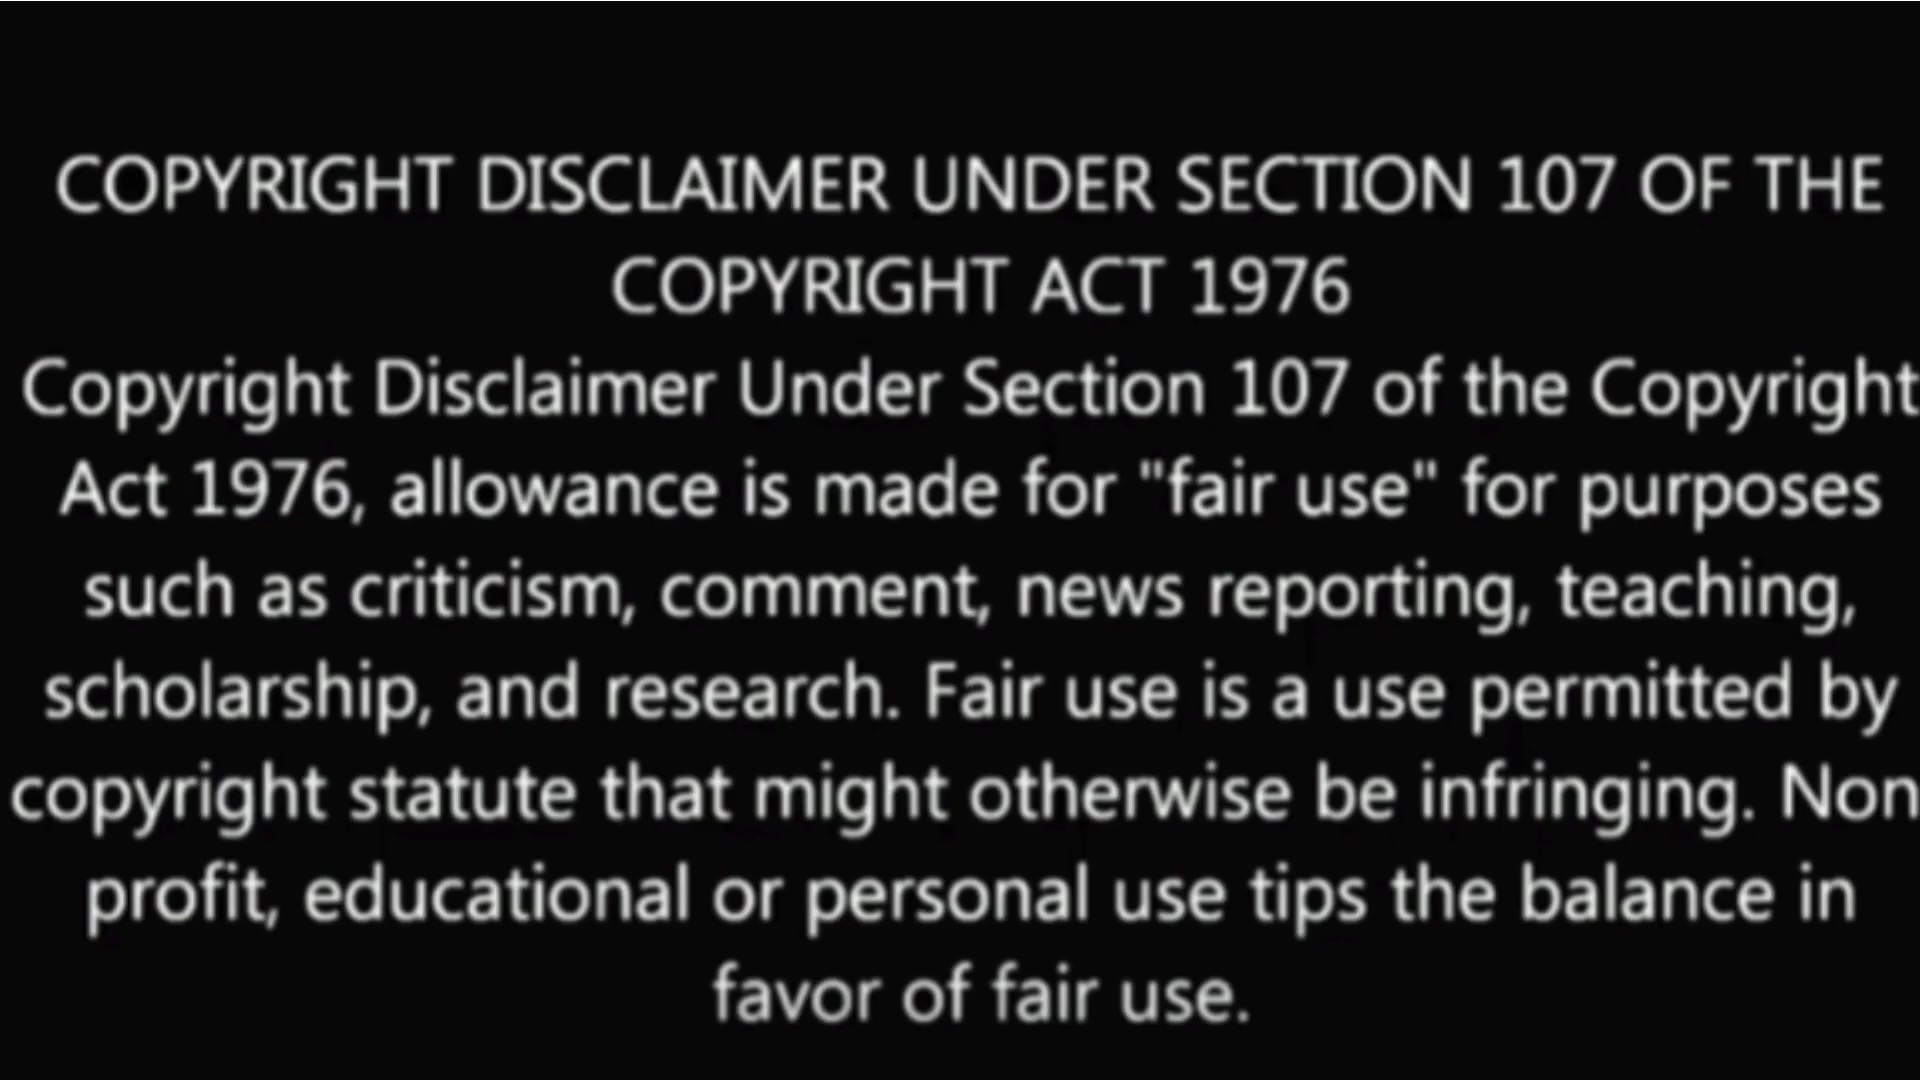 COPYRIGHT DISCLAIMER UNDER SECTION 107 OF THE
COPYRIGHT ACT 1976
Copyright Disclaimer Under Section 107 of the Copyright
Act 1976, allowance is made for "fair use" for purposes
such as criticism, comment, news reporting, teaching,
scholarship, and research. Fair use is a use permitted by
copyright statute that might otherwise be infringing. Non
profit, educational or personal use tips the balance in
favor of fair use.